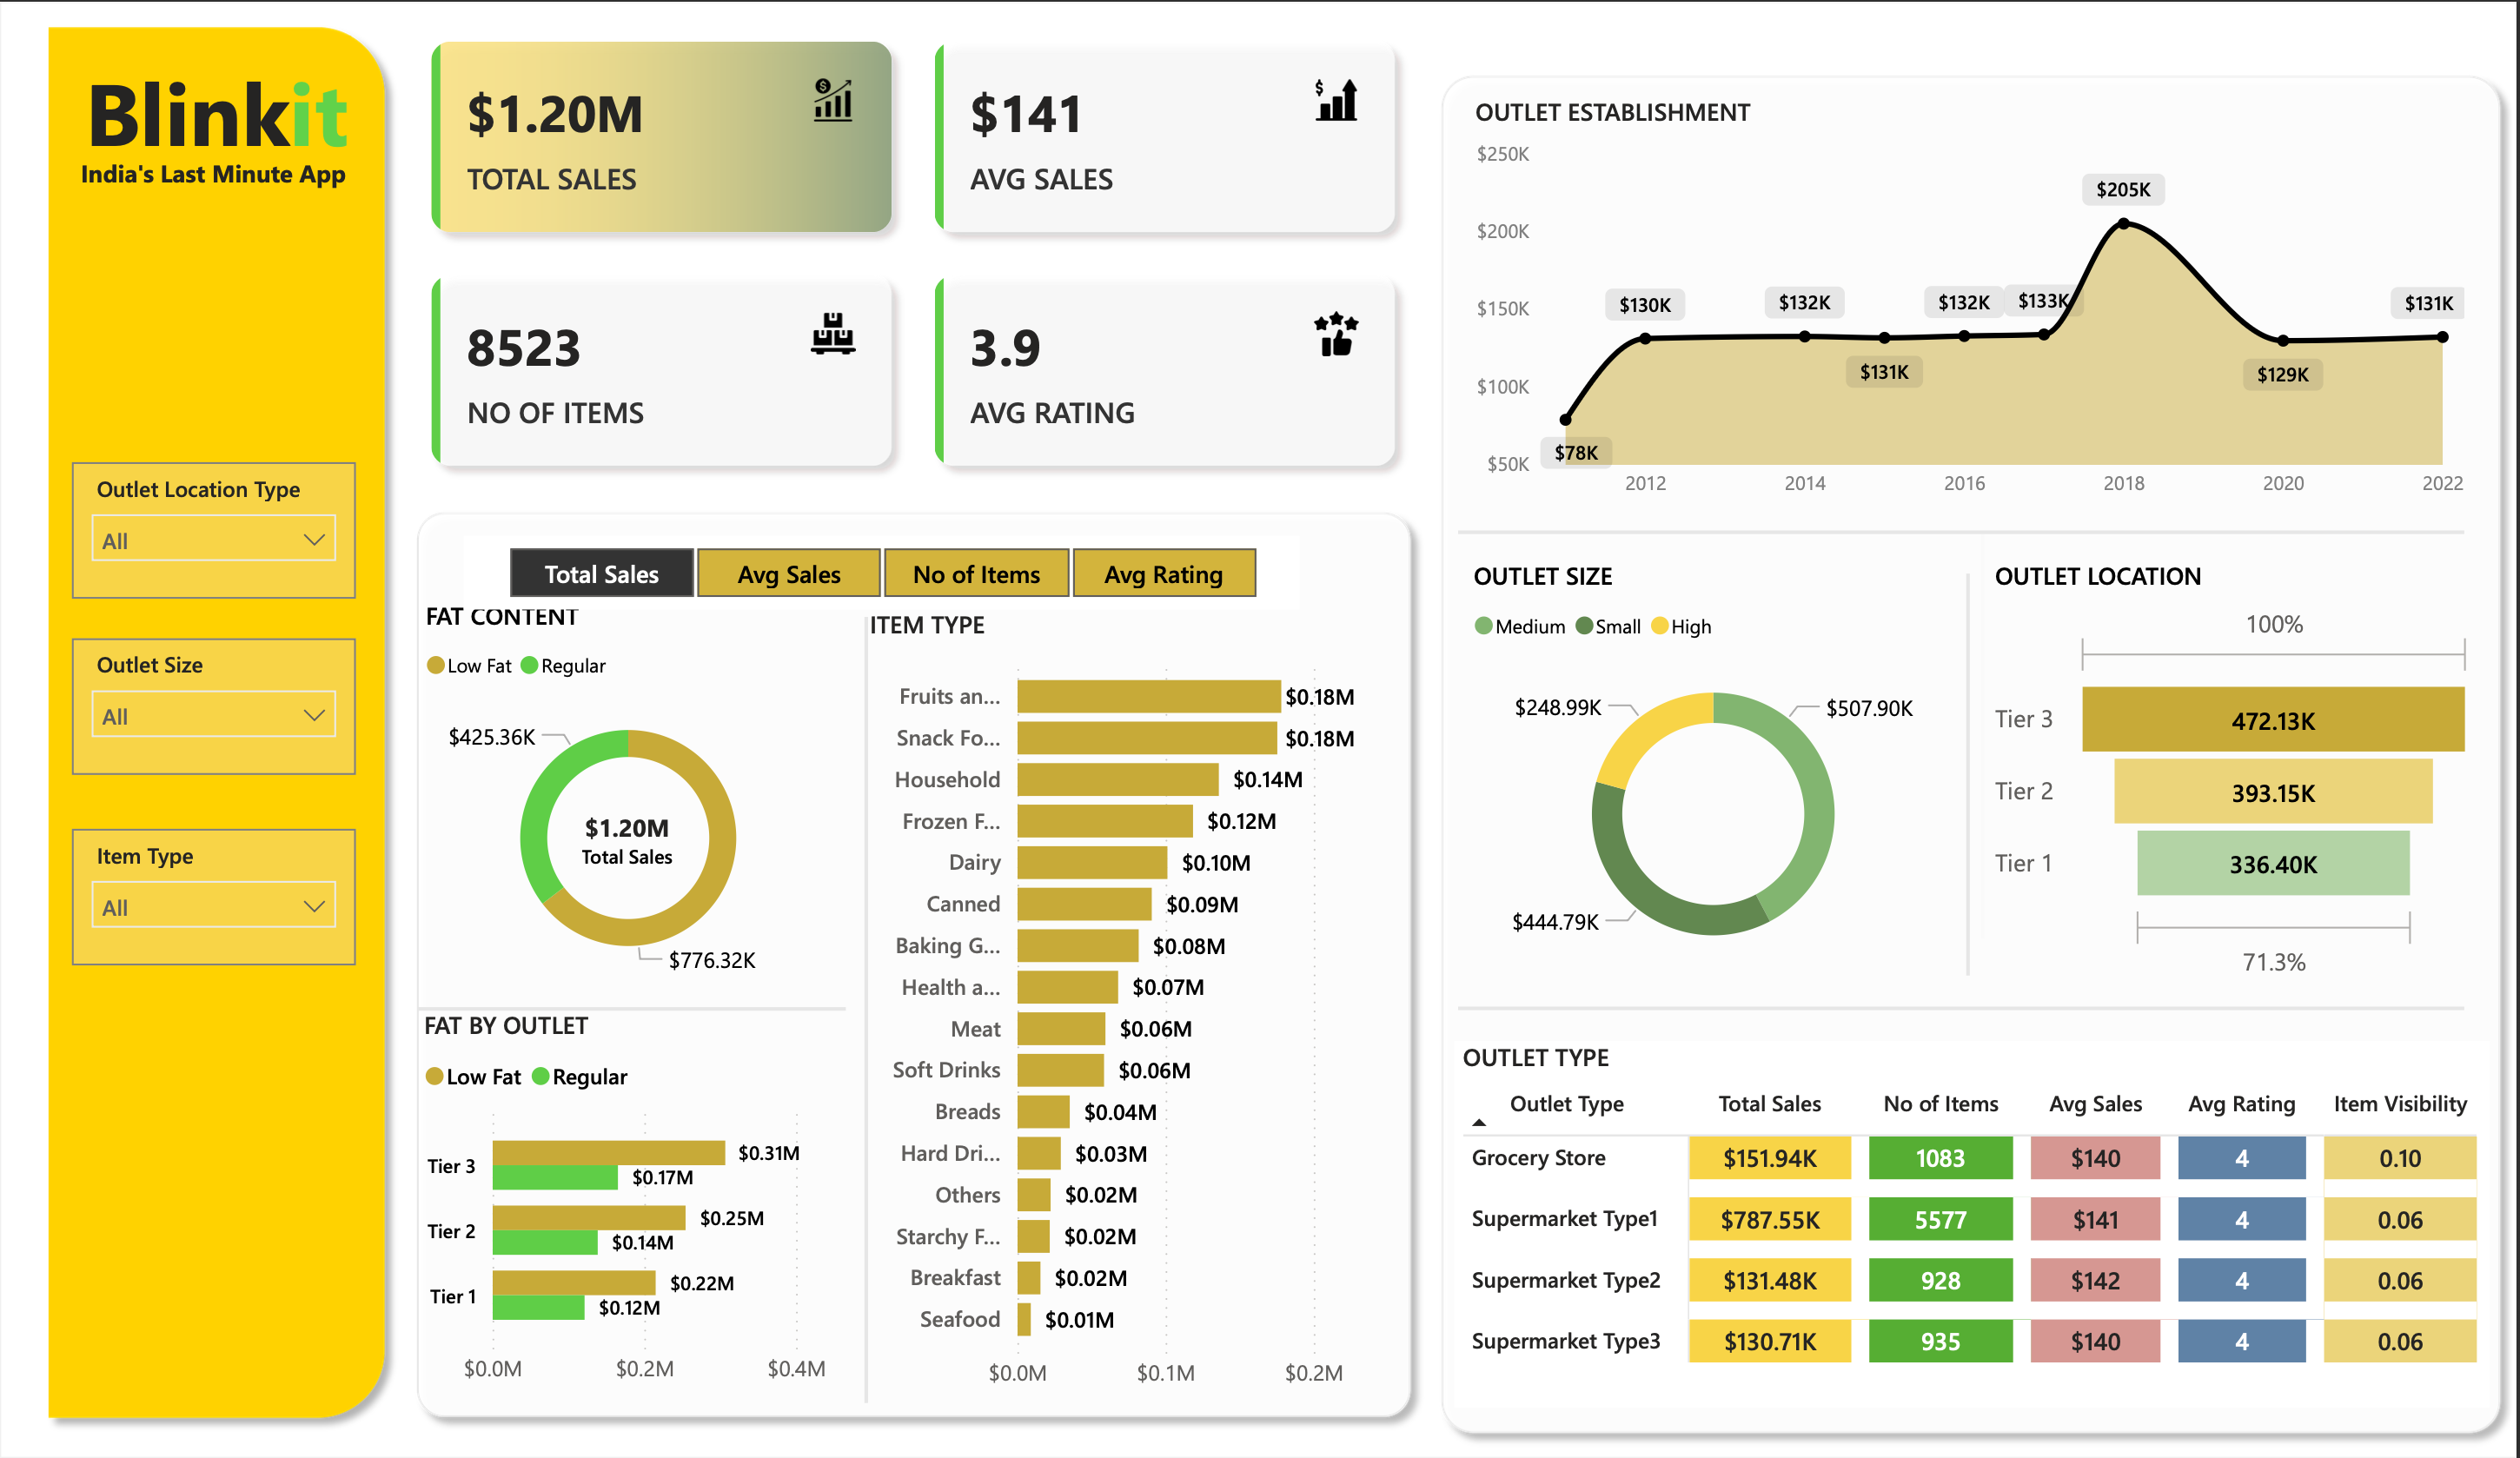 Blinkit
India's Last Minute App
Outlet Location Type
All
Outlet Size
All
Item Type
All
$1.20M
TOTAL SALES
$141
AVG SALES
8523
NO OF ITEMS
3.9
AVG RATING
Total Sales Avg Sales No of Items Avg Rating
FAT CONTENT
Low Fat Regular
$425.36K
$1.20M
Total Sales
$776.32K
FAT BY OUTLET
Low Fat Regular
Tier 3 $0.31M
$0.17M
Tier 2 $0.25M
$0.14M
Tier 1 $0.22M
$0.12M
$0.0M $0.2M $0.4M
ITEM TYPE
Fruits an... $0.18M
Snack Fo... $0.18M
Household $0.14M
Frozen F... $0.12M
Dairy $0.10M
Canned $0.09M
Baking G... $0.08M
Health a... $0.07M
Meat $0.06M
Soft Drinks $0.06M
Breads $0.04M
Hard Dri... $0.03M
Others $0.02M
Starchy F... $0.02M
Breakfast $0.02M
Seafood $0.01M
$0.0M $0.1M $0.2M
OUTLET ESTABLISHMENT
$250K
$200K
$150K
$100K
$50K
$78K
$130K
$132K
$131K
$132K
$133K
$205K
$129K
$131K
2012 2014 2016 2018 2020 2022
OUTLET SIZE
Medium Small High
$248.99K
$507.90K
$444.79K
OUTLET LOCATION
100%
Tier 3 472.13K
Tier 2 393.15K
Tier 1 336.40K
71.3%
OUTLET TYPE
Outlet Type Total Sales No of Items Avg Sales Avg Rating Item Visibility
Grocery Store $151.94K 1083 $140 4 0.10
Supermarket Type1 $787.55K 5577 $141 4 0.06
Supermarket Type2 $131.48K 928 $142 4 0.06
Supermarket Type3 $130.71K 935 $140 4 0.06